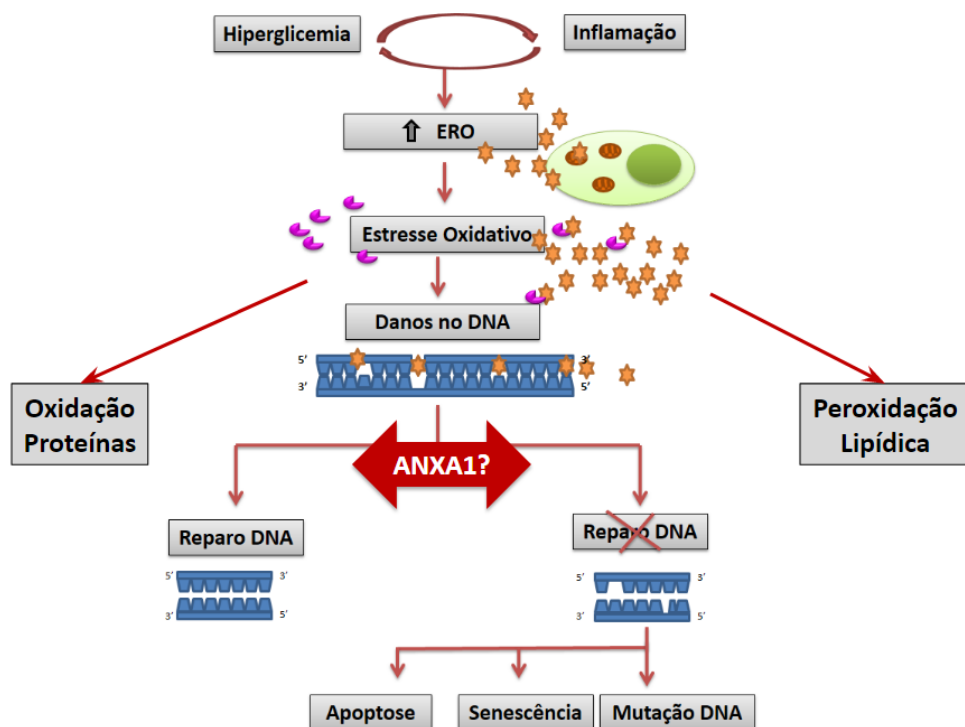 Hiperglicemia
Inflamação
⇧ ERO
Estresse Oxidativo
Danos no DNA
5’ 3’
3’ 5’
Oxidação
Proteínas
Peroxidação
Lipídica
ANXA1?
Reparo DNA
Reparo DNA
5’ 3’
3’ 5’
5’ 3’
3’ 5’
Apoptose
Senescência
Mutação DNA